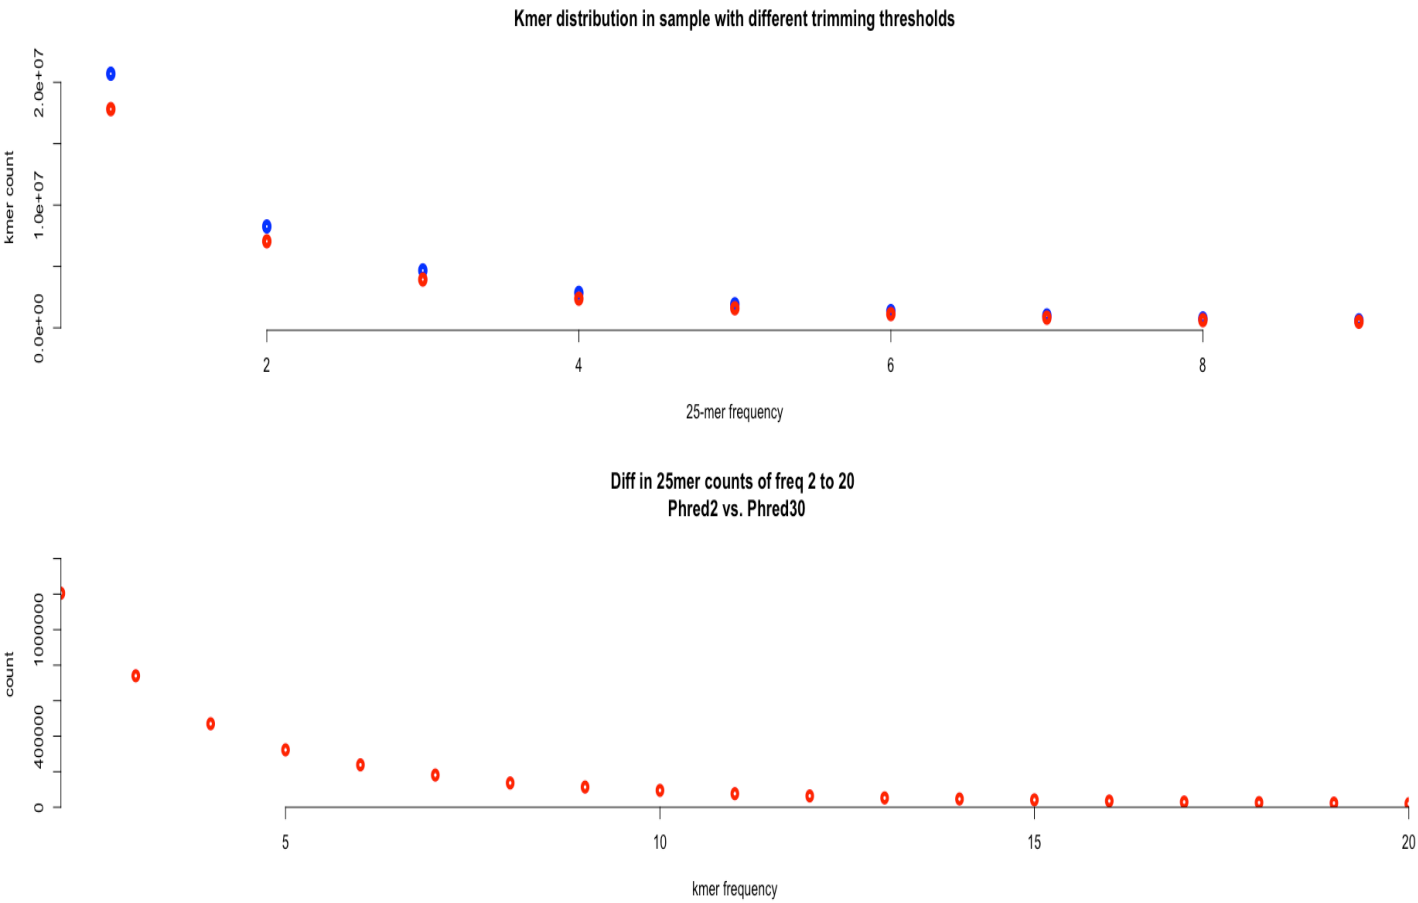 Kmer distribution in sample with different trimming thresholds
kmer count
2.0e+07
1.0e+07
0.0e+00
2 4 6 8
25-mer frequency
Diff in 25mer counts of freq 2 to 20
Phred2 vs. Phred30
count
1000000
400000
0
5 10 15 20
kmer frequency